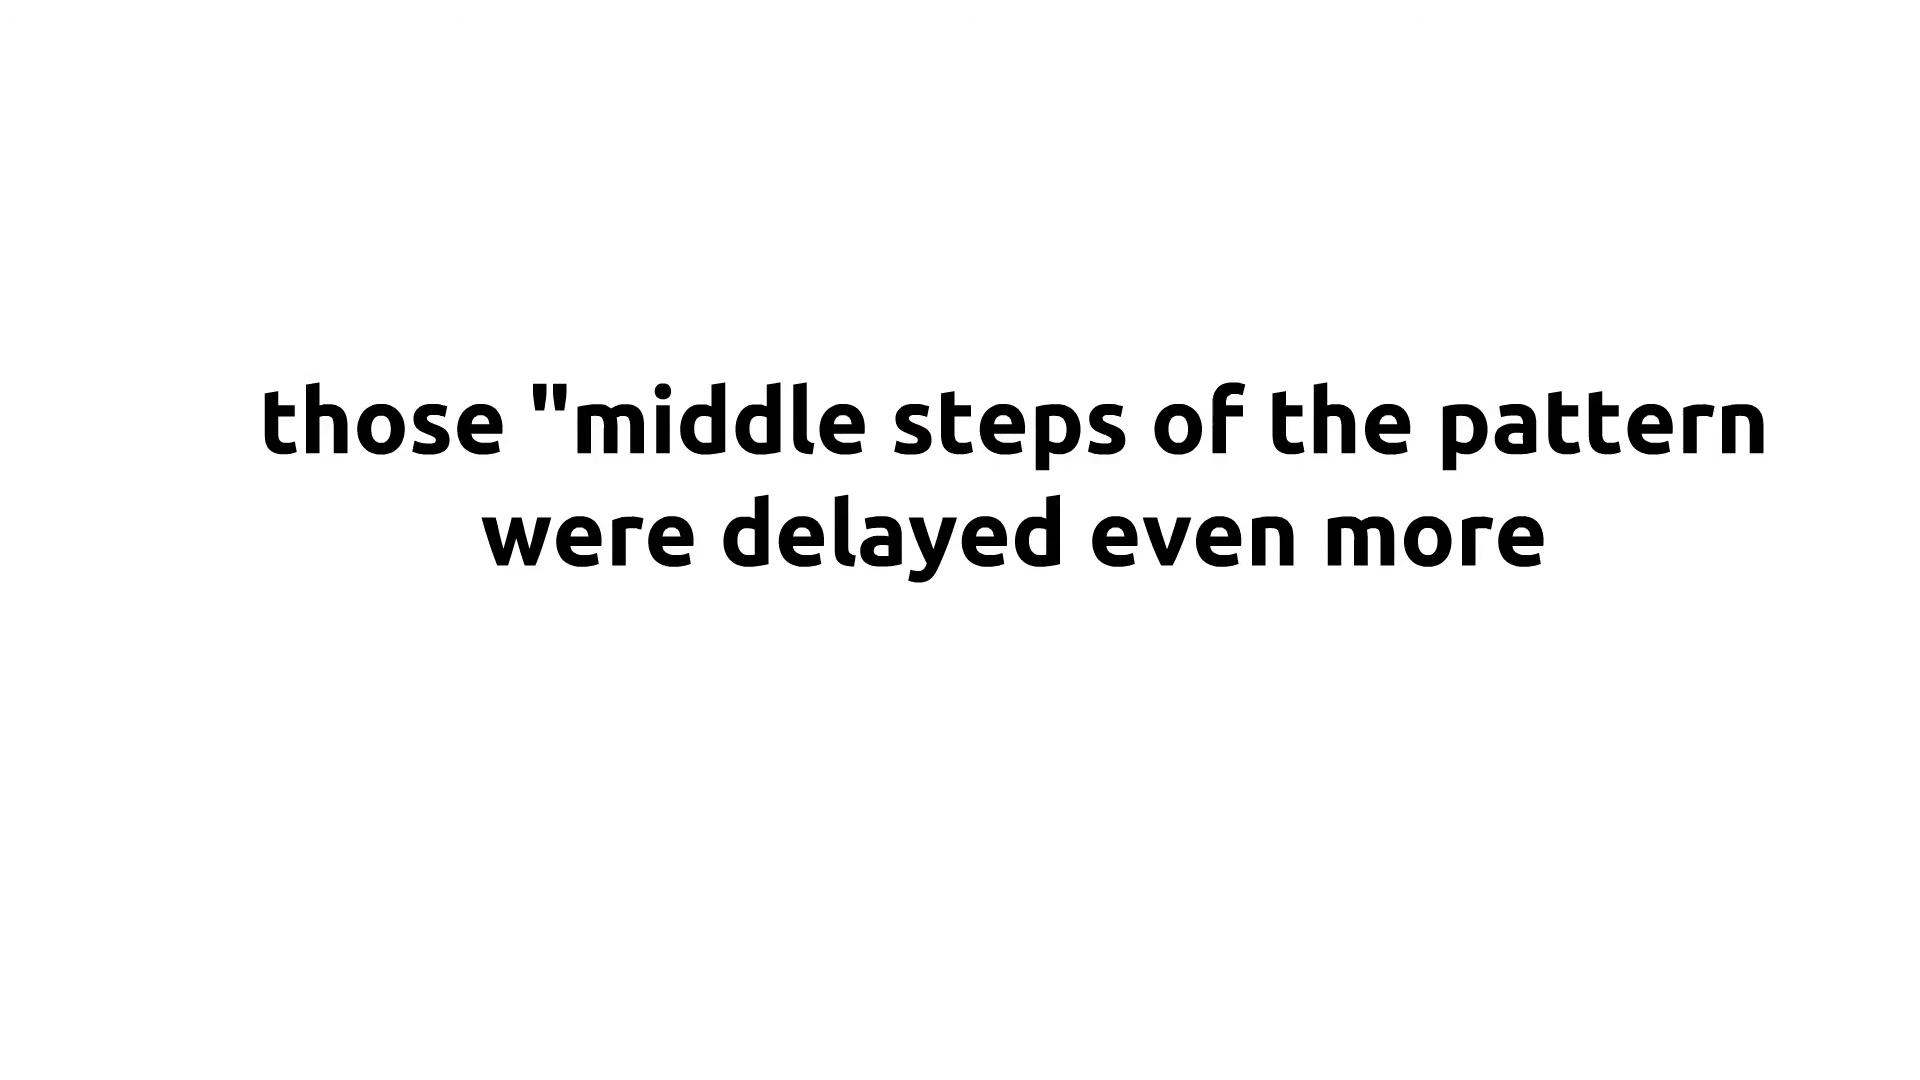 those "middle steps of the pattern
were delayed even more